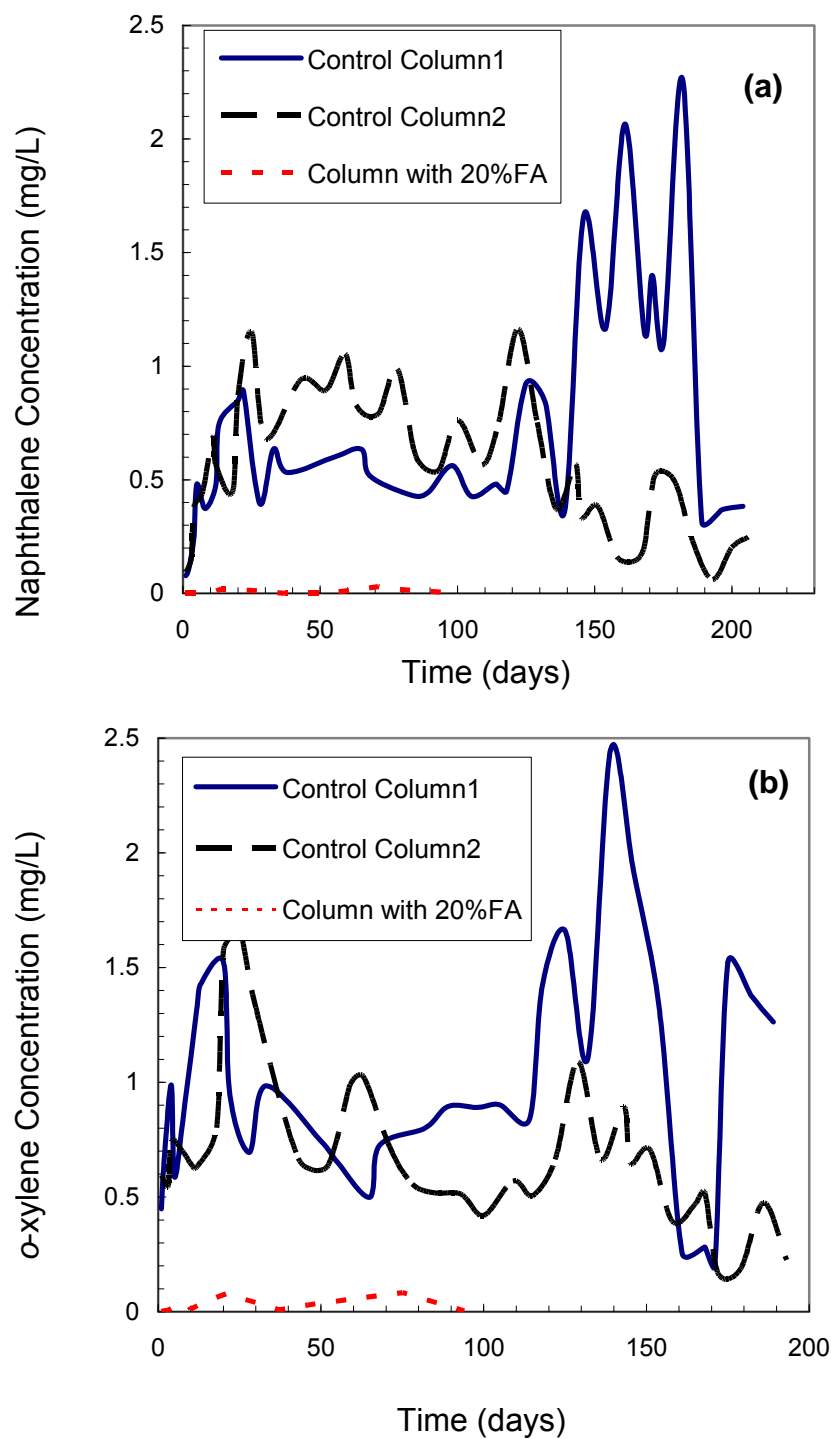 2.5
Control Column1
(a)
Control Column2
2
Column with 20%FA
1.5
1
0.5
0
Naphthalene Concentration (mg/L)
0 50 100 150 200
Time (days)
2.5
Control Column1
(b)
Control Column2
2
Column with 20%FA
1.5
1
0.5
0
o-xylene Concentration (mg/L)
0 50 100 150 200
Time (days)